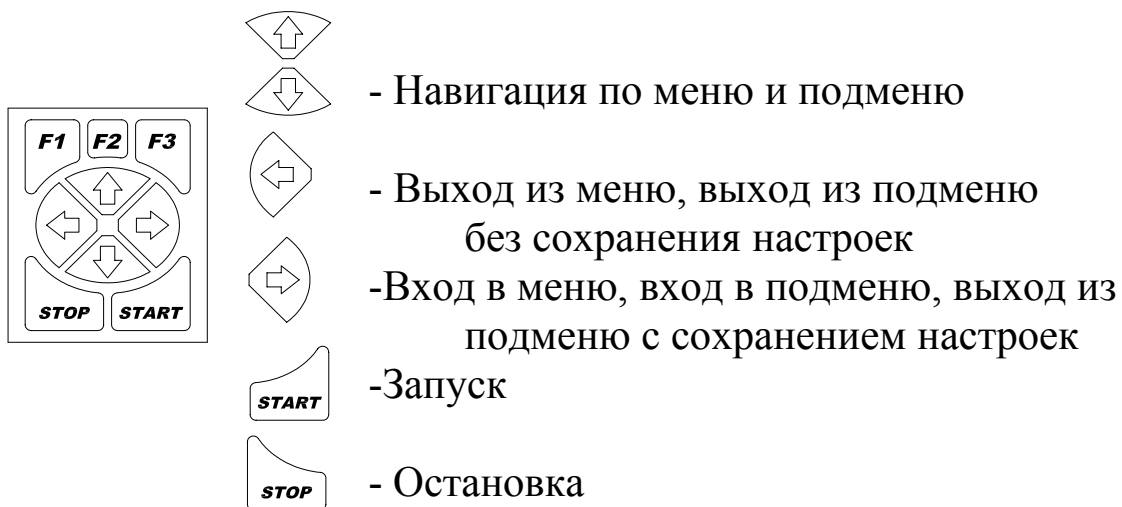 - Навигация по меню и подменю
F1 F2 F3
- Выход из меню, выход из подменю
без сохранения настроек
-Вход в меню, вход в подменю, выход из
STOP START
подменю с сохранением настроек
START
-Запуск
STOP
- Остановка